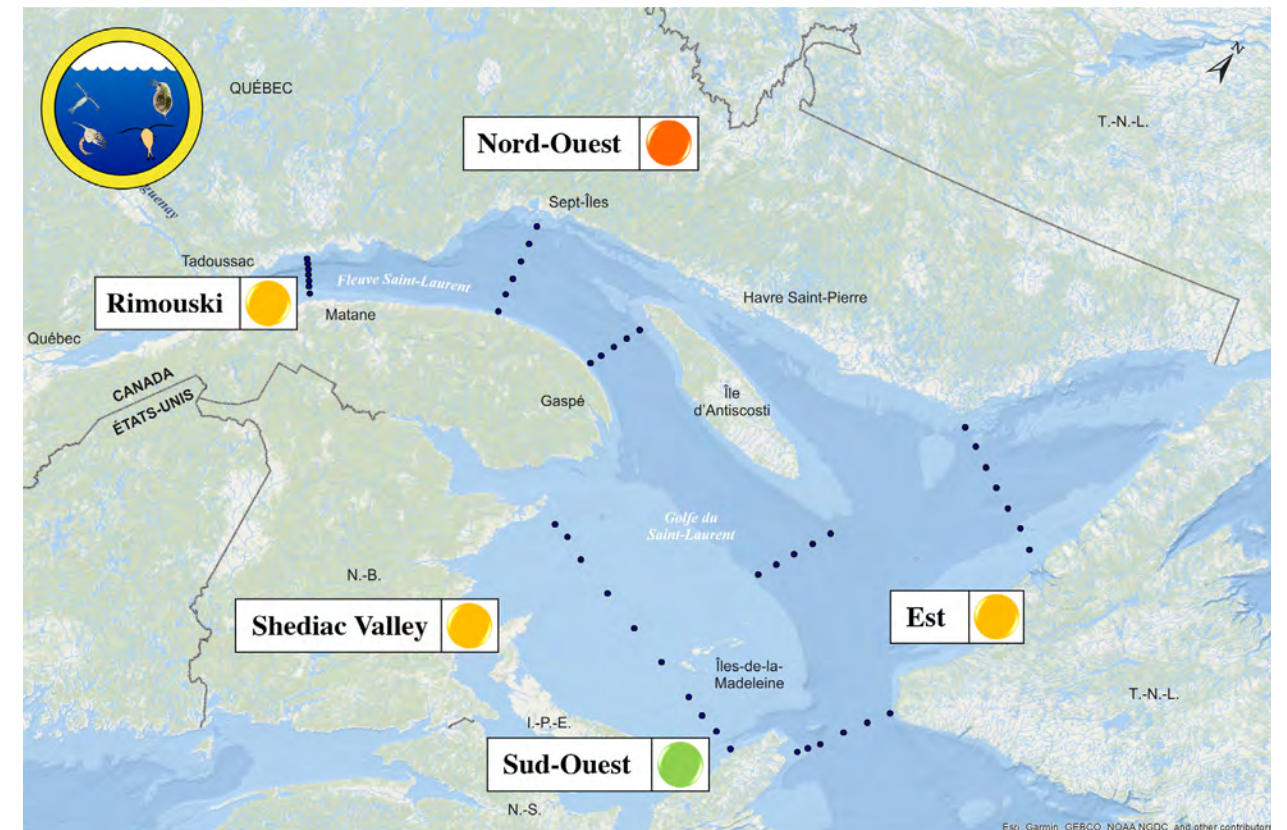 QUÉBEC
T.-N.-L.
N
Nord-Ouest
Sept-Îles
guenay
Tadoussac
Fleuve Saint-Laurent
Rimouski
Havre Saint-Pierre
Matane
Québec
CANADA
ÉTATS-UNIS
Gaspé
Île
d'Antiscosti
Golfe du
Saint-Laurent
N.-B.
Shediac Valley
Est
Îles-de-la-
Madeleine
T.-N.-L.
I.-P.-E.
Sud-Ouest
N.-S.
Esri, Garmin, GEBCO, NOAA NGDC, and other contributors